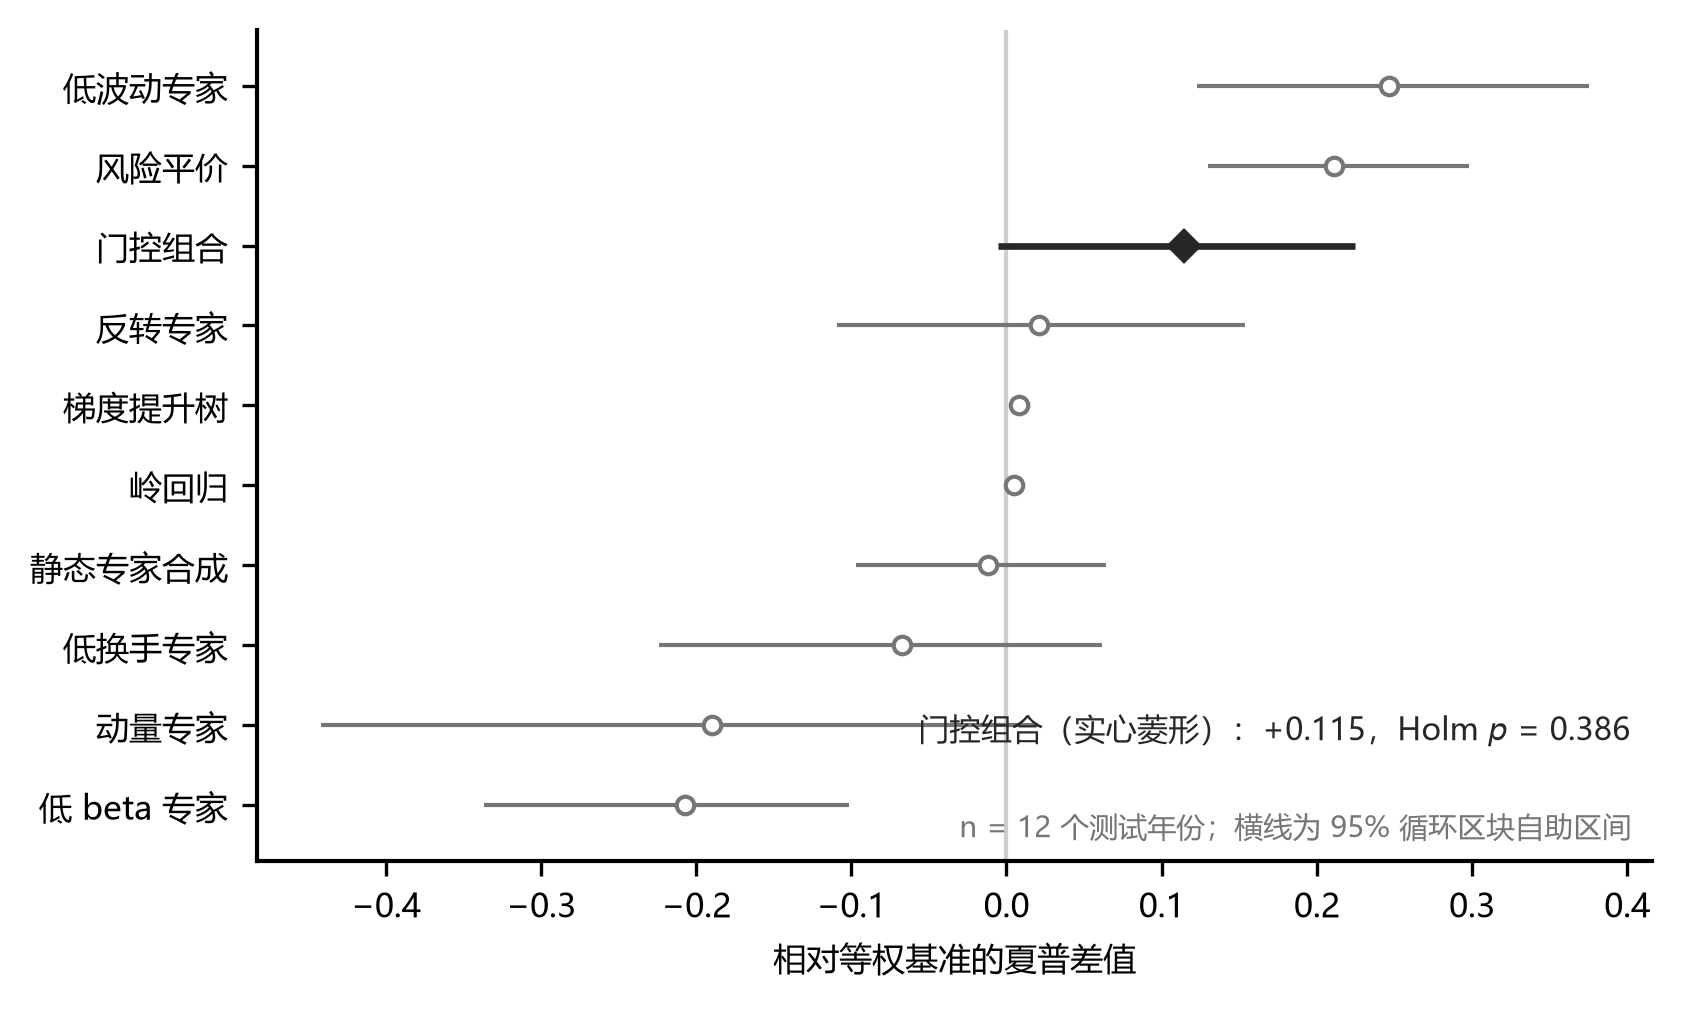 低波动专家
风险平价
门控组合
反转专家
梯度提升树
岭回归
静态专家合成
低换手专家
动量专家
门控组合（实心菱形）：+0.115，Holm p = 0.386
低 beta 专家
n = 12 个测试年份；横线为 95% 循环区块自助区间
−0.4 −0.3 −0.2 −0.1 0.0 0.1 0.2 0.3 0.4
相对等权基准的夏普差值